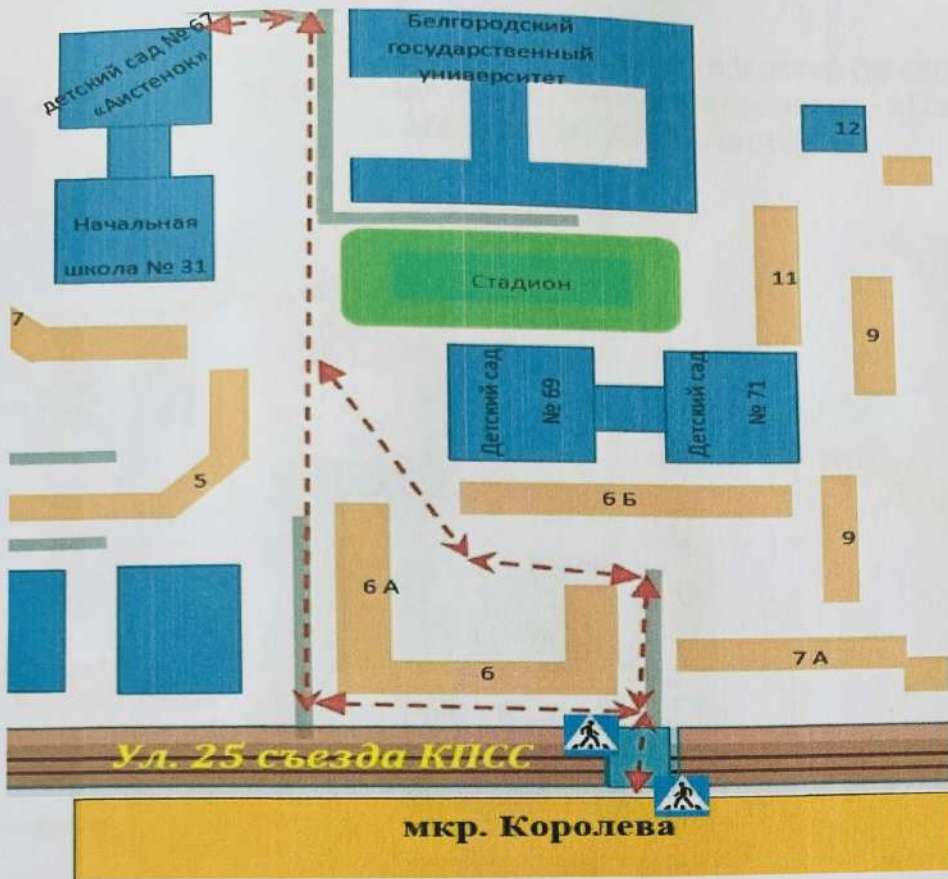 детский сад № 67
«Аистенок»
Белгородский
государственный
университет
12
Начальная
школа № 31
Стадион
11
9
7
Детский сад
№ 69
Детский сад
№ 71
5
6 Б
9
6 А
6
7 А
Ул. 25 съезда КПСС
мкр. Королева